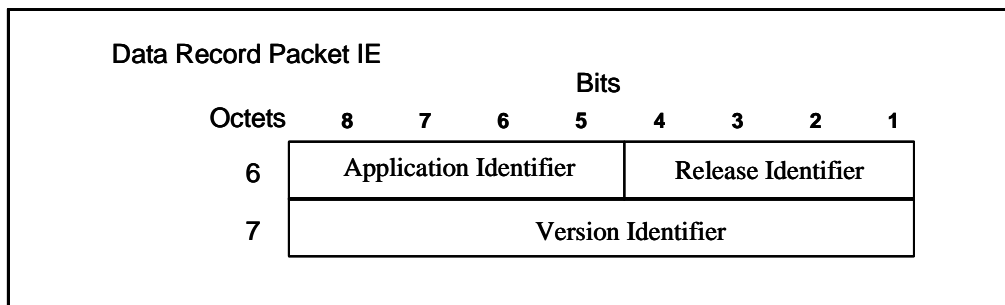 Data Record Packet IE
Bits
Octets 8 7 6 5 4 3 2 1
6 Application Identifier Release Identifier
7 Version Identifier